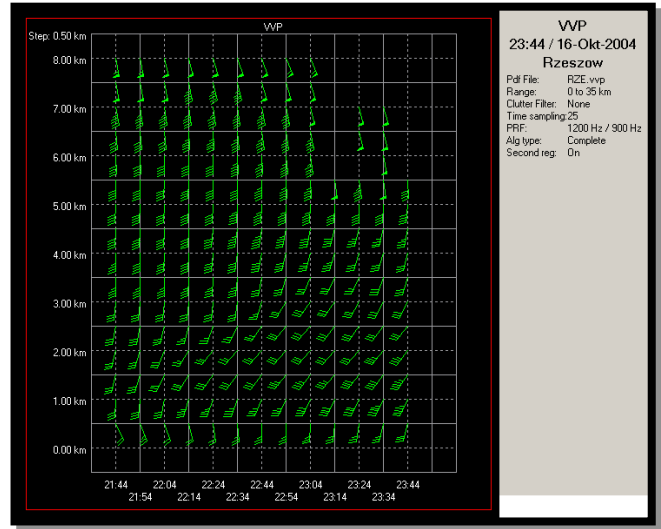 VVP
Step: 0.50 km
8.00 km
7.00 km
6.00 km
5.00 km
4.00 km
3.00 km
2.00 km
1.00 km
0.00 km
21:44 22:04 22:24 22:44 23:04 23:24 23:44
21:54 22:14 22:34 22:54 23:14 23:34
VVP
23:44 / 16-Okt-2004
Rzeszow
Pdf File: RZE.vvp
Range: 0 to 35 km
Clutter Filter: None
Time sampling:25
PRF: 1200 Hz / 900 Hz
Alg type: Complete
Second reg: On